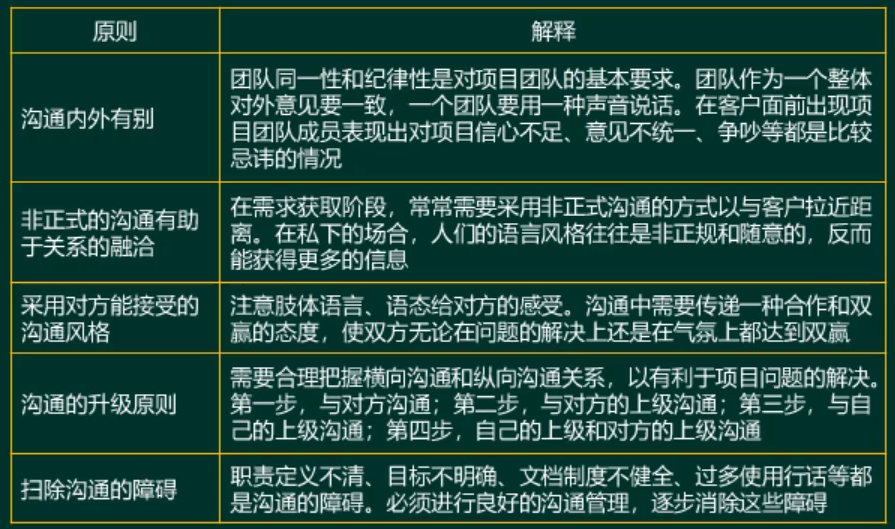 原则
解释
沟通内外有别
团队同一性和纪律性是对项目团队的基本要求。团队作为一个整体
对外意见要一致，一个团队要用一种声音说话。在客户面前出现项
目团队成员表现出对项目信心不足、意见不统一、争吵等都是比较
忌讳的情况
非正式的沟通有助
于关系的融洽
在需求获取阶段，常常需要采用非正式沟通的方式以与客户拉近距
离。在私下的场合，人们的语言风格往往是非正规和随意的，反而
能获得更多的信息
采用对方能接受的
沟通风格
注意肢体语言、语态给对方的感受。沟通中需要传递一种合作和双
赢的态度，使双方无论在问题的解决上还是在气氛上都达到双赢
沟通的升级原则
需要合理把握横向沟通和纵向沟通关系，以有利于项目问题的解决。
第一步，与对方沟通；第二步，与对方的上级沟通；第三步，与自
己的上级沟通；第四步，自己的上级和对方的上级沟通
扫除沟通的障碍
职责定义不清、目标不明确、文档制度不健全、过多使用行话等都
是沟通的障碍。必须进行良好的沟通管理，逐步消除这些障碍